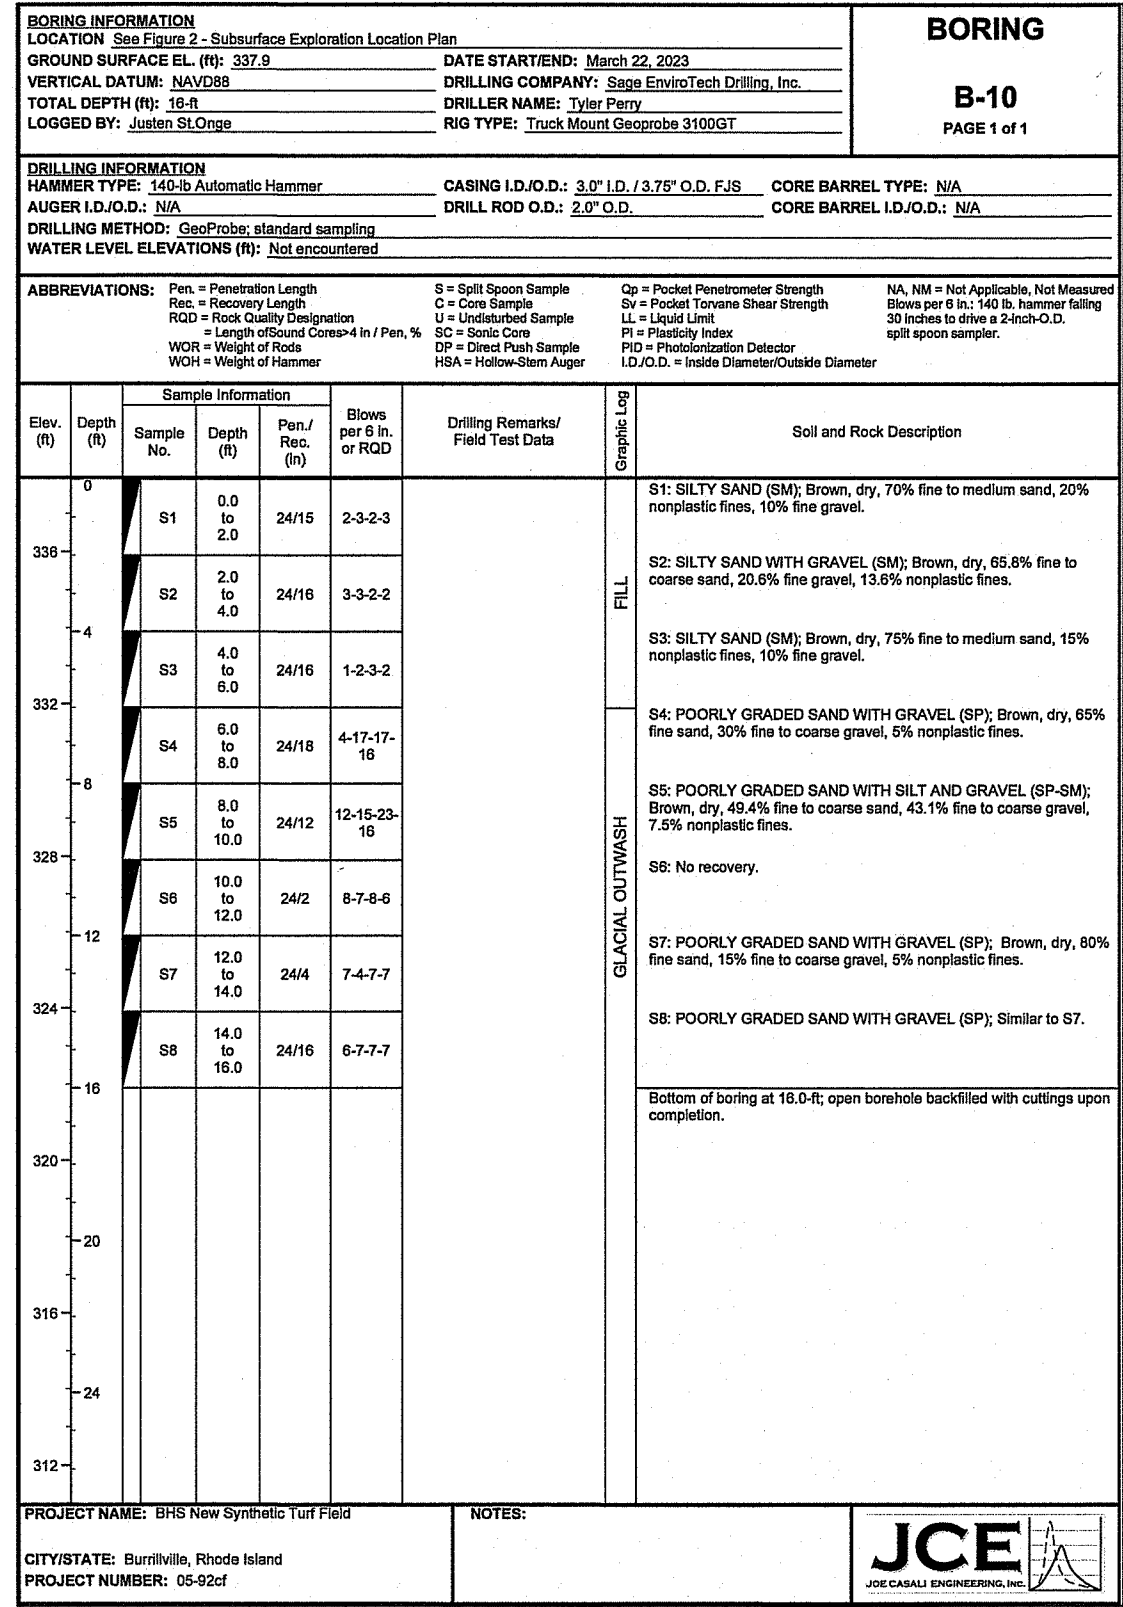 BORING INFORMATION
LOCATION See Figure 2 - Subsurface Exploration Location Plan
GROUND SURFACE EL. (ft): 337.9 DATE START/END: March 22, 2023
VERTICAL DATUM: NAVD88 DRILLING COMPANY: Sage EnviroTech Drilling, Inc.
TOTAL DEPTH (ft): 16-ft DRILLER NAME: Tyler Perry
LOGGED BY: Justen St.Onge RIG TYPE: Truck Mount Geoprobe 3100GT
BORING
B-10
PAGE 1 of 1
DRILLING INFORMATION
HAMMER TYPE: 140-lb Automatic Hammer CASING I.D./O.D.: 3.0" I.D. / 3.75" O.D. FJS CORE BARREL TYPE: N/A
AUGER I.D./O.D.: N/A DRILL ROD O.D.: 2.0" O.D. CORE BARREL I.D./O.D.: N/A
DRILLING METHOD: GeoProbe; standard sampling
WATER LEVEL ELEVATIONS (ft): Not encountered
ABBREVIATIONS: Pen. = Penetration Length
Rec. = Recovery Length
RQD = Rock Quality Designation
= Length ofSound Cores>4 in / Pen, %
WOR = Weight of Rods
WOH = Weight of Hammer
S = Split Spoon Sample
C = Core Sample
U = Undisturbed Sample
SC = Sonic Core
DP = Direct Push Sample
HSA = Hollow-Stem Auger
Qp = Pocket Penetrometer Strength
Sv = Pocket Torvane Shear Strength
LL = Liquid Limit
PI = Plasticity Index
PID = Photoionization Detector
I.D./O.D. = Inside Diameter/Outside Diameter
NA, NM = Not Applicable, Not Measured
Blows per 6 in.: 140 lb. hammer falling
30 inches to drive a 2-inch-O.D.
split spoon sampler.
Elev. (ft)
Depth (ft)
Sample Information
Sample No.
Depth (ft)
Pen./ Rec. (in)
Blows per 6 in. or RQD
Drilling Remarks/
Field Test Data
Graphic Log
Soil and Rock Description
0
S1 0.0 to 2.0 24/15 2-3-2-3
S1: SILTY SAND (SM); Brown, dry, 70% fine to medium sand, 20%
nonplastic fines, 10% fine gravel.
336
S2 2.0 to 4.0 24/16 3-3-2-2
FILL
S2: SILTY SAND WITH GRAVEL (SM); Brown, dry, 65.8% fine to
coarse sand, 20.6% fine gravel, 13.6% nonplastic fines.
4
S3 4.0 to 6.0 24/16 1-2-3-2
S3: SILTY SAND (SM); Brown, dry, 75% fine to medium sand, 15%
nonplastic fines, 10% fine gravel.
332
S4 6.0 to 8.0 24/18 4-17-17-16
S4: POORLY GRADED SAND WITH GRAVEL (SP); Brown, dry, 65%
fine sand, 30% fine to coarse gravel, 5% nonplastic fines.
8
S5 8.0 to 10.0 24/12 12-15-23-16
S5: POORLY GRADED SAND WITH SILT AND GRAVEL (SP-SM);
Brown, dry, 49.4% fine to coarse sand, 43.1% fine to coarse gravel,
7.5% nonplastic fines.
328
S6 10.0 to 12.0 24/2 8-7-8-6
GLACIAL OUTWASH
S6: No recovery.
12
S7 12.0 to 14.0 24/4 7-4-7-7
S7: POORLY GRADED SAND WITH GRAVEL (SP); Brown, dry, 80%
fine sand, 15% fine to coarse gravel, 5% nonplastic fines.
324
S8 14.0 to 16.0 24/16 6-7-7-7
S8: POORLY GRADED SAND WITH GRAVEL (SP); Similar to S7.
16
Bottom of boring at 16.0-ft; open borehole backfilled with cuttings upon
completion.
320
20
316
24
312
PROJECT NAME: BHS New Synthetic Turf Field
CITY/STATE: Burrillville, Rhode Island
PROJECT NUMBER: 05-92cf
NOTES:
JCE
JOE CASALI ENGINEERING, INC.